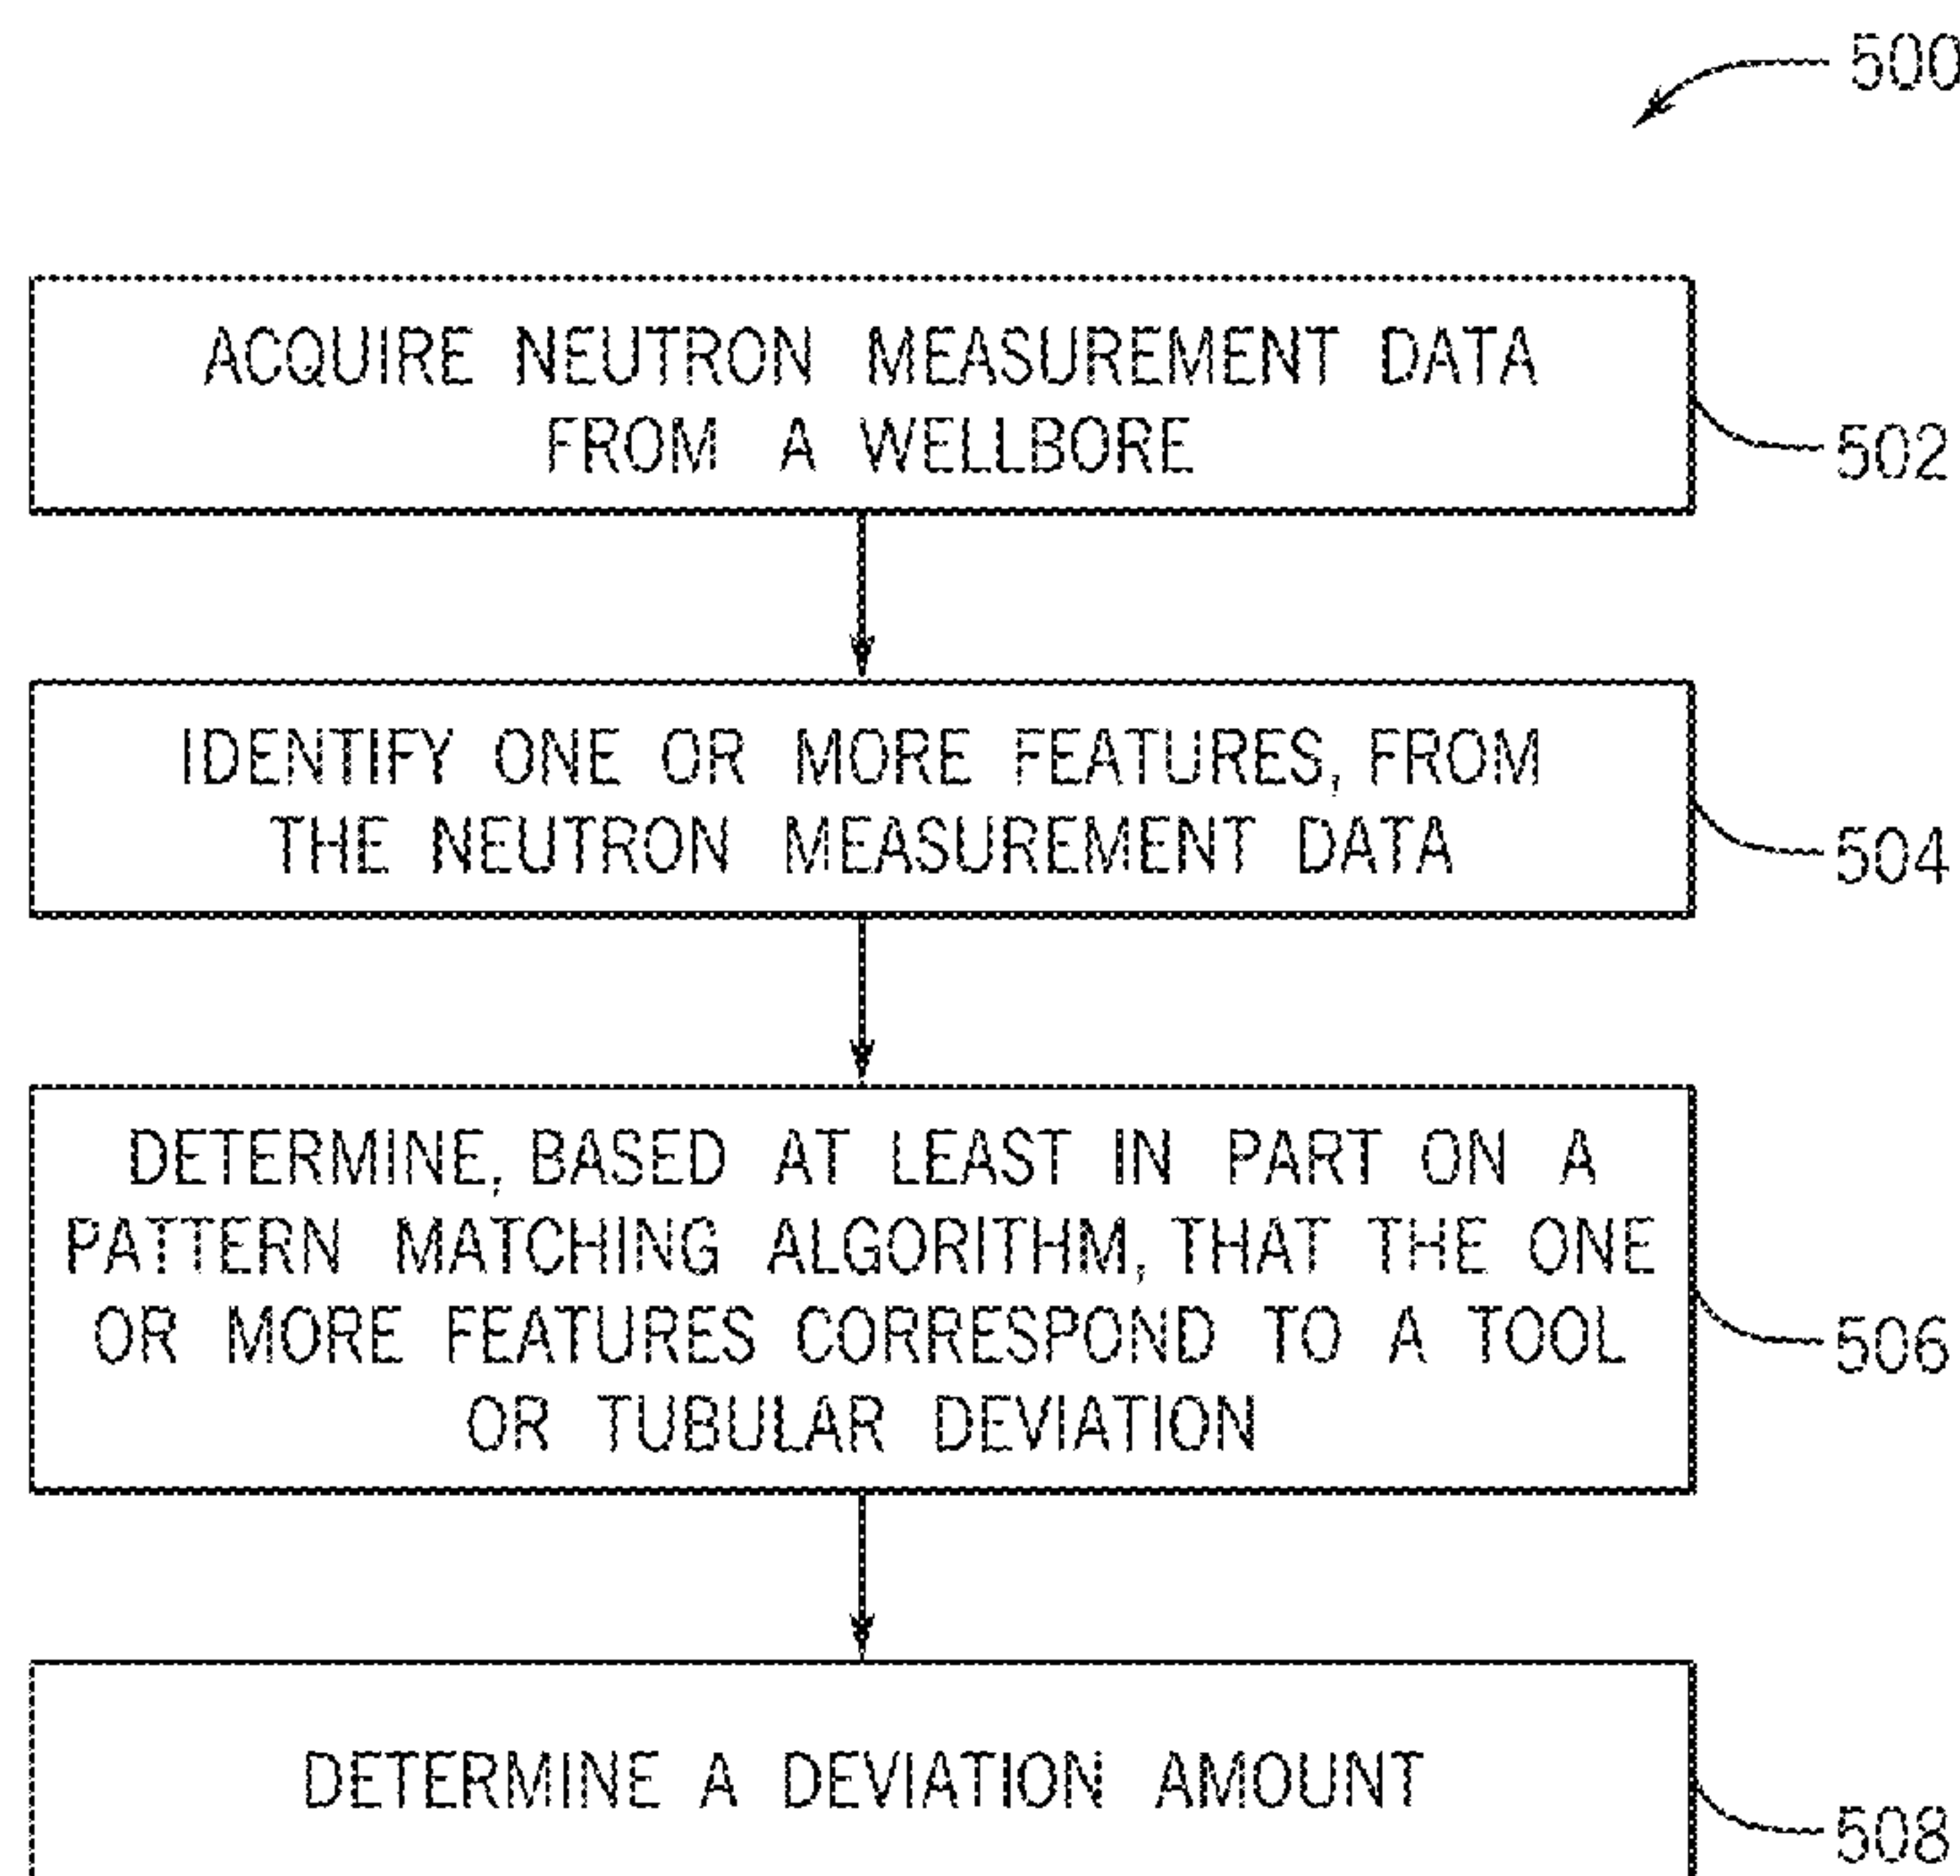 500
ACQUIRE NEUTRON MEASUREMENT DATA
FROM A WELLBORE
502
IDENTIFY ONE OR MORE FEATURES, FROM
THE NEUTRON MEASUREMENT DATA
504
DETERMINE, BASED AT LEAST IN PART ON A
PATTERN MATCHING ALGORITHM, THAT THE ONE
OR MORE FEATURES CORRESPOND TO A TOOL
OR TUBULAR DEVIATION
506
DETERMINE A DEVIATION AMOUNT
508